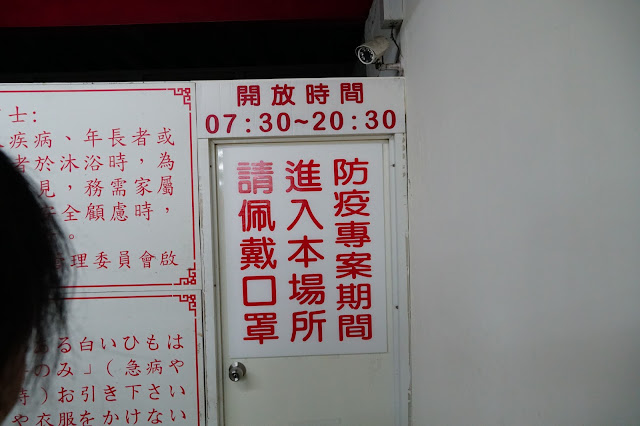 開放時間
07:30~20:30
防疫專案期間
進入本場所
請佩戴口罩
士:
疾病、年長者或
者於沐浴時，為
見，務需家屬
全顧慮時，
。
理委員會啟
る白いひもは
のみ」(急病や
)お引き下さい
や衣服をかけない